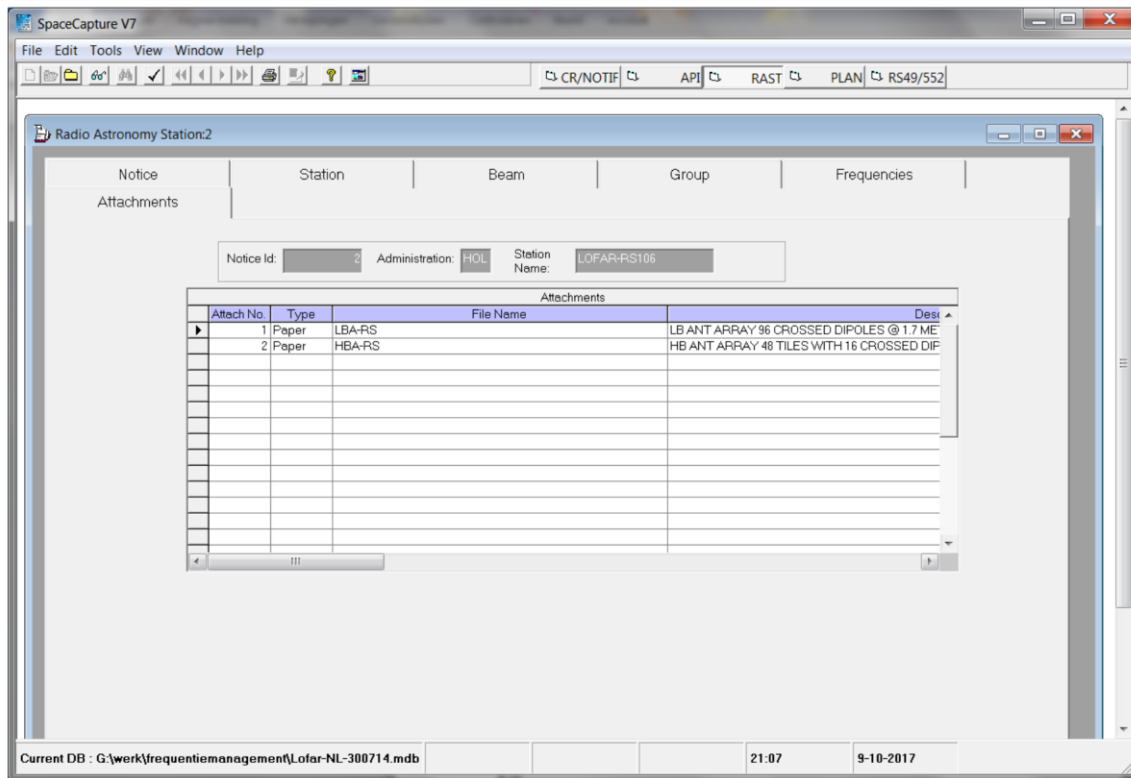 SpaceCapture V7
File Edit Tools View Window Help
CR/NOTIF API RAST PLAN RS49/552
Radio Astronomy Station:2
Notice Station Beam Group Frequencies
Attachments
Notice Id: 2 Administration: HOL Station Name: LOFAR-RS106
Attachments
Attach No. Type File Name Desc
1 Paper LBA-RS LB ANT ARRAY 96 CROSSED DIPOLES @ 1.7 MET
2 Paper HBA-RS HB ANT ARRAY 48 TILES WITH 16 CROSSED DIP
Current DB : G:\werk\frequentiemanagement\Lofar-NL-300714.mdb 21:07 9-10-2017